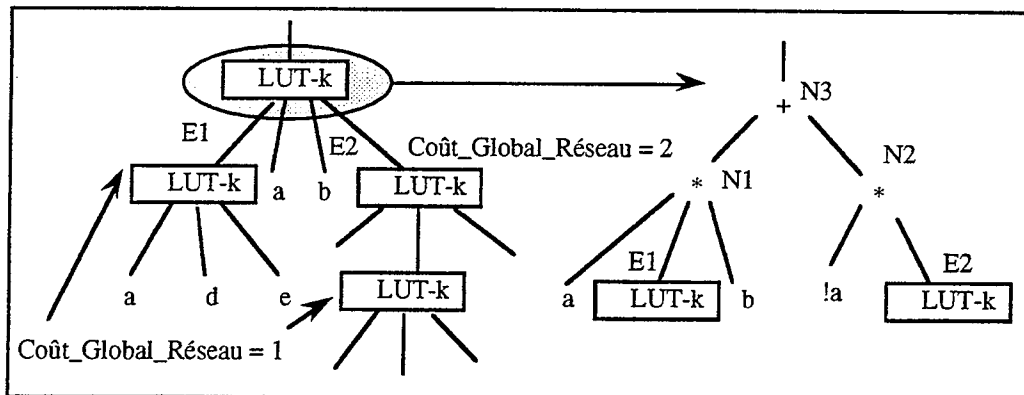 LUT-k
N3
+
E1
E2
Coût_Global_Réseau = 2
N2
LUT-k
a
b
LUT-k
*
N1
*
a
d
e
LUT-k
a
E1
LUT-k
b
!a
E2
LUT-k
Coût_Global_Réseau = 1